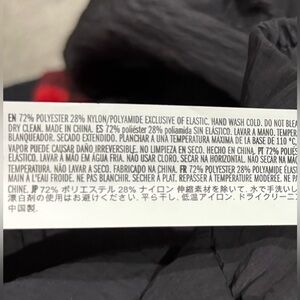 EN 72% POLYESTER 28% NYLON/POLYAMIDE EXCLUSIVE OF ELASTIC. HAND WASH COLD. DO NOT BLEA
DRY CLEAN. MADE IN CHINA. ES 72% poliéster 28% poliamida SIN ELÁSTICO. LAVAR A MANO. TEMPER
BLANQUEADOR. SECADO EXTENDIDO. PLANCHAR A UNA TEMPERATURA MÁXIMA DE LA BASE DE 110 °C,
VAPOR PUEDE CAUSAR DAÑO IRREVERSIBLE. NO LIMPIEZA EN SECO. HECHO EN CHINA. PT 72% POLIÉS
ELÁSTICO. LAVAR À MÃO EM ÁGUA FRIA. NÃO USAR CLORO. SECAR NA HORIZONTAL. NÃO SECAR NA MÁ
TEMPERATURA. NÃO LAVAR A SECO. FABRICADO NA CHINA. FR 72% POLYESTER 28% POLYAMIDE ÉLAST
MAIN À L'EAU FROIDE. NE PAS BLANCHIR. SÉCHER À PLAT. REPASSER À TEMPÉRATURE MODÉRÉE. NE PA
CHINE. JP 72% ポリエステル 28% ナイロン 伸縮素材を除いて. 水で手洗いし
漂白剤の使用はお避けください. 平ら干し. 低温アイロン. ドライクリーニ
中国製.